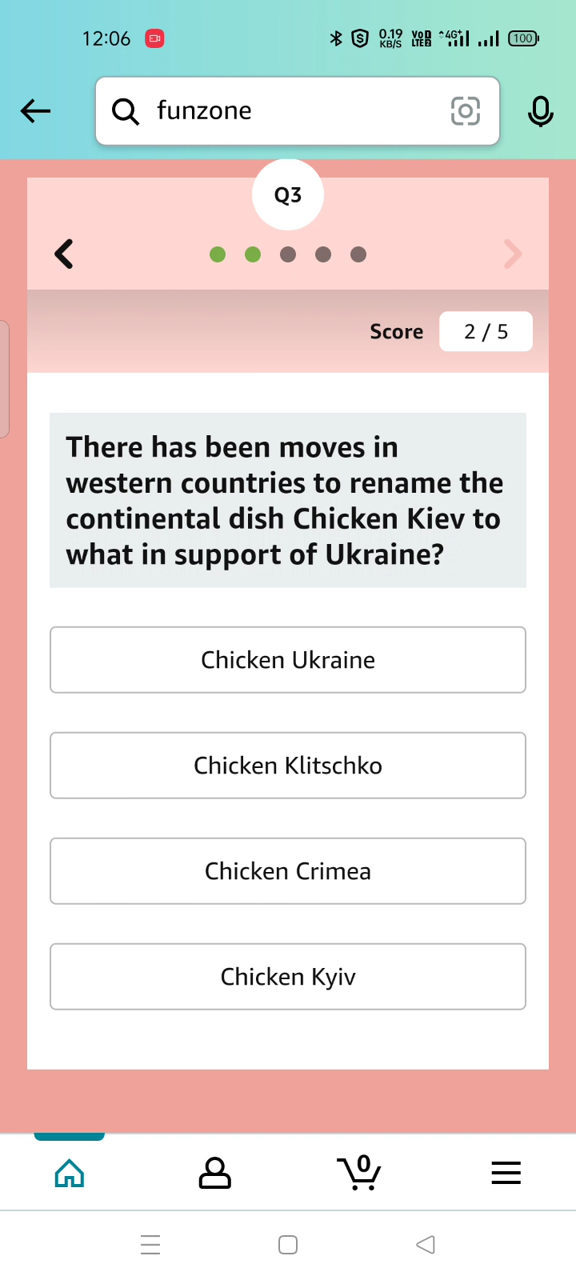 12:06
0.19 KB/S VoD LTE2 4G+ 100
funzone
Q3
Score 2 / 5
There has been moves in
western countries to rename the
continental dish Chicken Kiev to
what in support of Ukraine?
Chicken Ukraine
Chicken Klitschko
Chicken Crimea
Chicken Kyiv
0